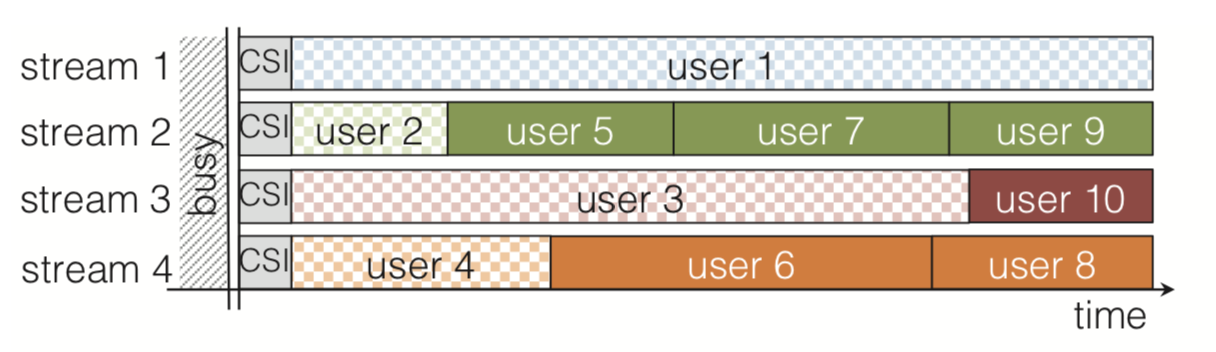 stream 1 CSI user 1
stream 2 CSI user 2 user 5 user 7 user 9
busy
stream 3 CSI user 3 user 10
stream 4 CSI user 4 user 6 user 8
time